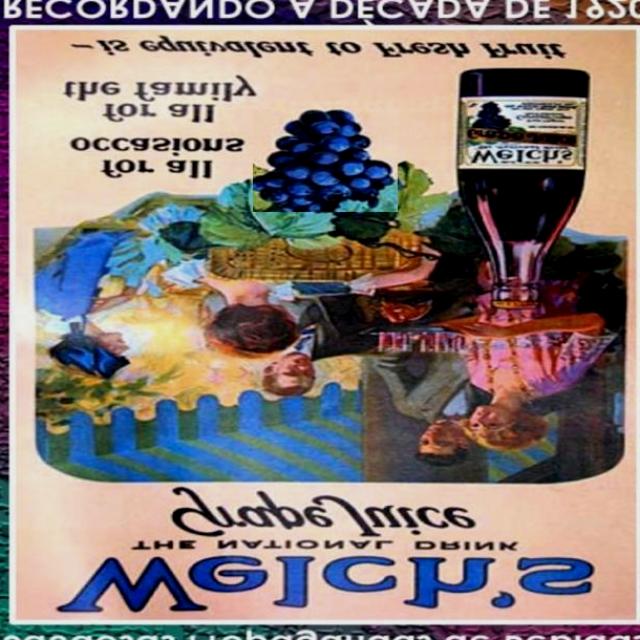 Welch's
THE NATIONAL DRINK
Grape Juice
Welch's
for all
occasions
for all
the family
– is equivalent to Fresh Fruit
RECORDANDO A DÉCADA DE 192